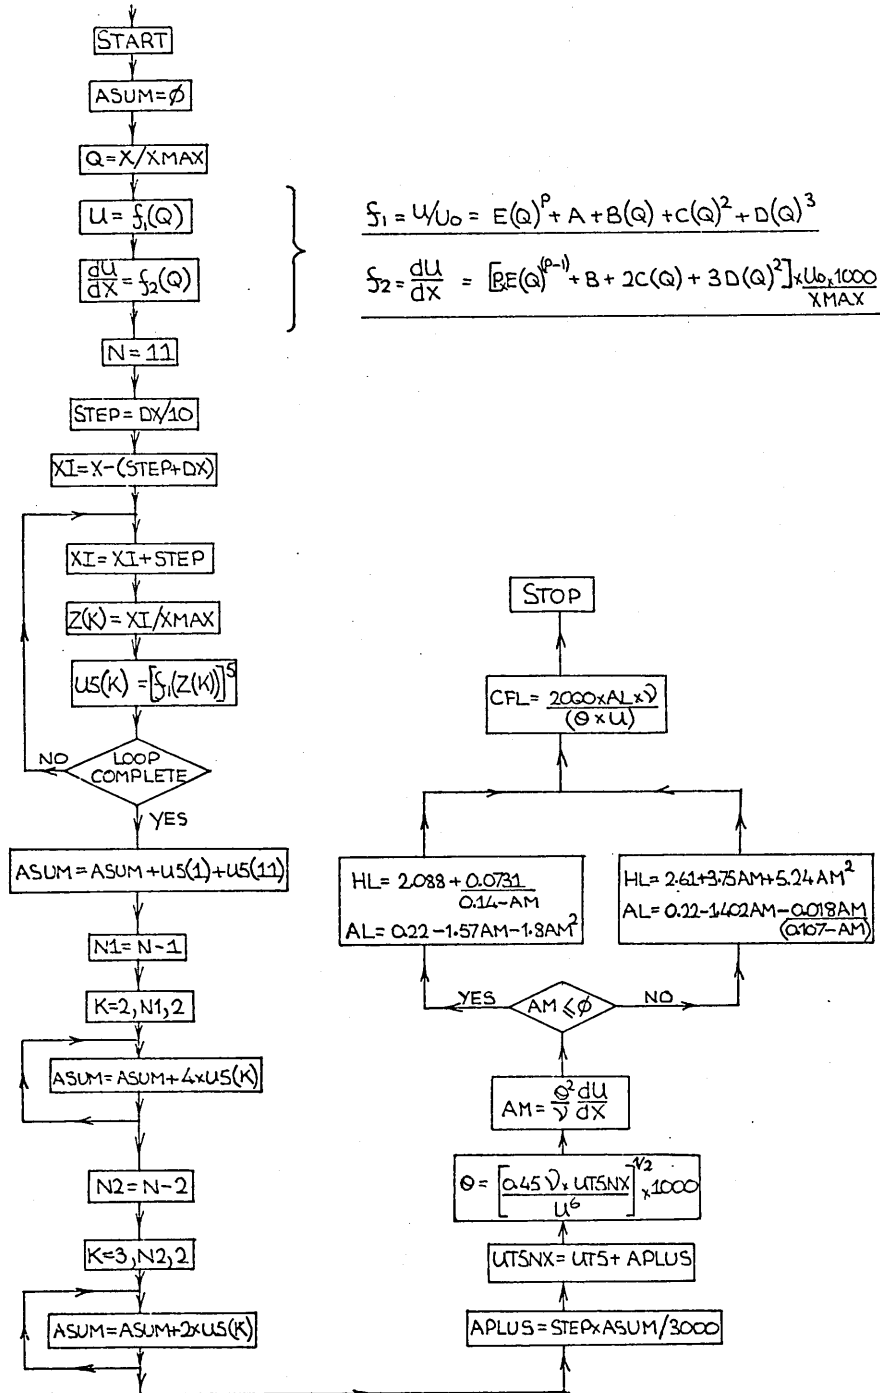 START
ASUM=φ
Q=X/XMAX
U=f₁(Q)
dU/dX=f₂(Q)
f₁ = U/U₀ = E(Q)^P + A + B(Q) + C(Q)² + D(Q)³
f₂ = dU/dX = [P×E(Q)^(P-1) + B + 2C(Q) + 3D(Q)²] × U₀×1000/XMAX
N=11
STEP=DX/10
XI=X-(STEP+DX)
XI=XI+STEP
Z(K)=XI/XMAX
U5(K)=[f₁(Z(K))]⁵
LOOP
COMPLETE
NO
YES
ASUM=ASUM+U5(1)+U5(11)
N1=N-1
K=2,N1,2
ASUM=ASUM+4×U5(K)
N2=N-2
K=3,N2,2
ASUM=ASUM+2×U5(K)
APLUS=STEP×ASUM/3000
UT5NX=UT5+APLUS
Θ=[0.45ν×UT5NX/U⁶]^1/2×1000
AM=Θ²/ν dU/dX
AM≤φ
YES
NO
HL=2.088+0.0731/0.14-AM
AL=0.22-1.57AM-1.8AM²
HL=2.61+3.75AM+5.24AM²
AL=0.22-1.402AM-0.018AM/(0.107-AM)
CFL=2000×AL×ν/(Θ×U)
STOP